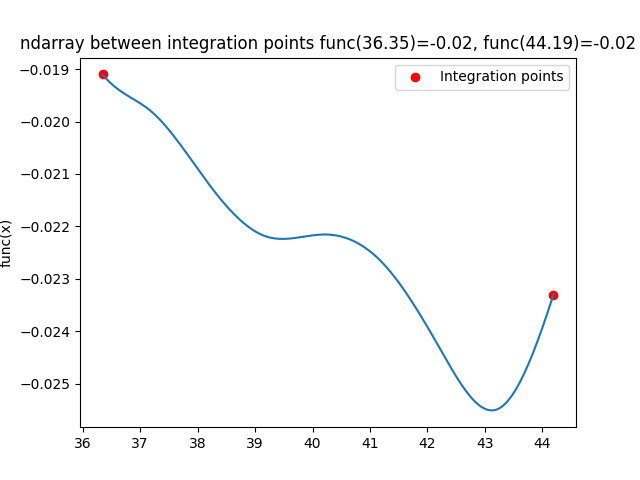 ndarray between integration points func(36.35)=-0.02, func(44.19)=-0.02
Integration points
func(x)
−0.019
−0.020
−0.021
−0.022
−0.023
−0.024
−0.025
36 37 38 39 40 41 42 43 44